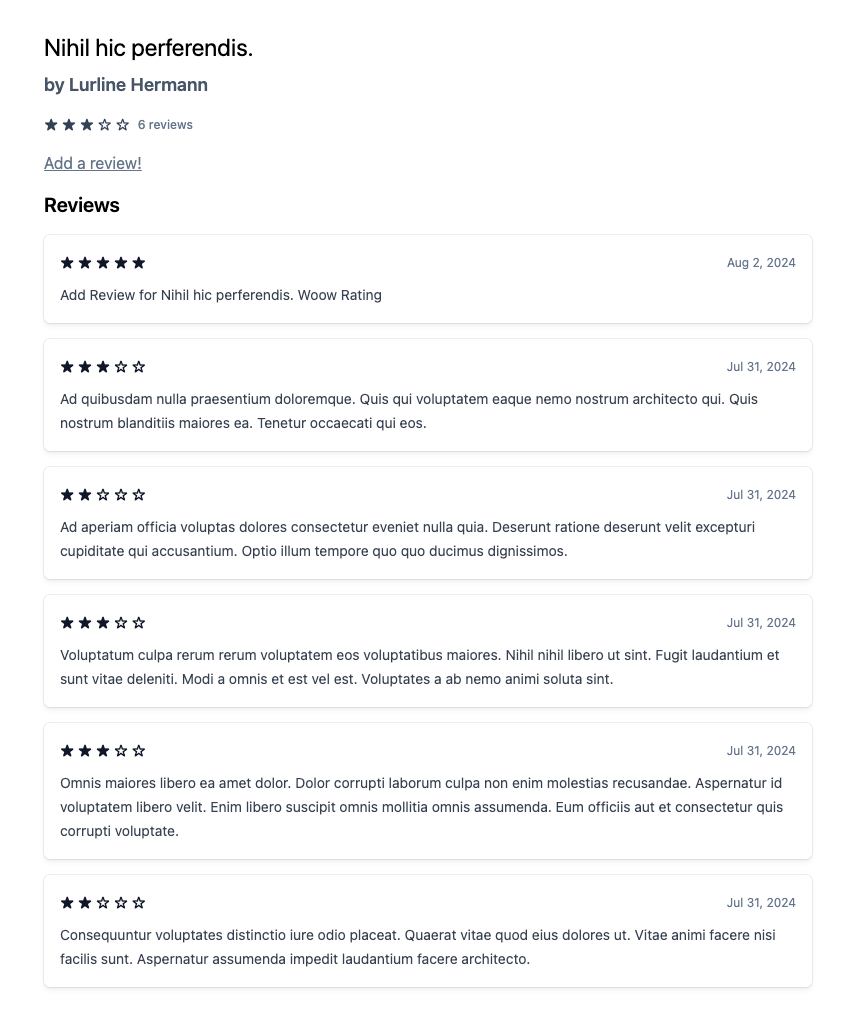 Nihil hic perferendis.
by Lurline Hermann
★★★☆☆ 6 reviews
Add a review!
Reviews
★★★★★ Aug 2, 2024
Add Review for Nihil hic perferendis. Woow Rating
★★★☆☆ Jul 31, 2024
Ad quibusdam nulla praesentium doloremque. Quis qui voluptatem eaque nemo nostrum architecto qui. Quis
nostrum blanditiis maiores ea. Tenetur occaecati qui eos.
★★☆☆☆ Jul 31, 2024
Ad aperiam officia voluptas dolores consectetur eveniet nulla quia. Deserunt ratione deserunt velit excepturi
cupiditate qui accusantium. Optio illum tempore quo quo ducimus dignissimos.
★★★☆☆ Jul 31, 2024
Voluptatum culpa rerum rerum voluptatem eos voluptatibus maiores. Nihil nihil libero ut sint. Fugit laudantium et
sunt vitae deleniti. Modi a omnis et est vel est. Voluptates a ab nemo animi soluta sint.
★★★☆☆ Jul 31, 2024
Omnis maiores libero ea amet dolor. Dolor corrupti laborum culpa non enim molestias recusandae. Aspernatur id
voluptatem libero velit. Enim libero suscipit omnis mollitia omnis assumenda. Eum officiis aut et consectetur quis
corrupti voluptate.
★★☆☆☆ Jul 31, 2024
Consequuntur voluptates distinctio iure odio placeat. Quaerat vitae quod eius dolores ut. Vitae animi facere nisi
facilis sunt. Aspernatur assumenda impedit laudantium facere architecto.